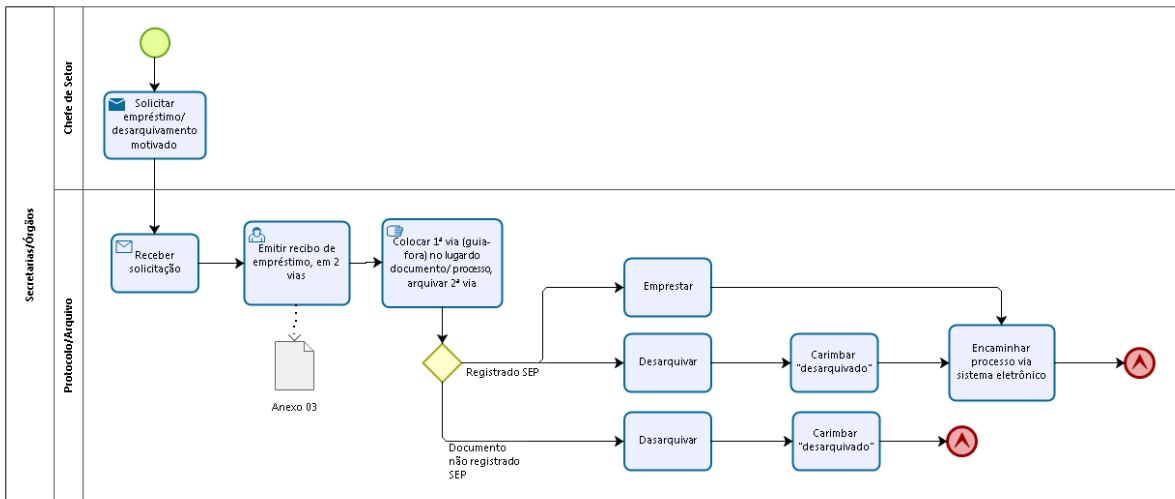 Secretarias/Órgãos
Chefe de Setor
Solicitar
empréstimo/
desarquivamento
motivado
Protocolo/Arquivo
Receber
solicitação
Emitir recibo de
empréstimo, em 2
vias
Anexo 03
Colocar 1ª via (guia-
fora) no lugar do
documento/ processo,
arquivar 2ª via
Registrado SEP
Documento
não registrado
SEP
Emprestar
Desarquivar
Carimbar
"desarquivado"
Encaminhar
processo via
sistema eletrônico
Dasarquivar
Carimbar
"desarquivado"